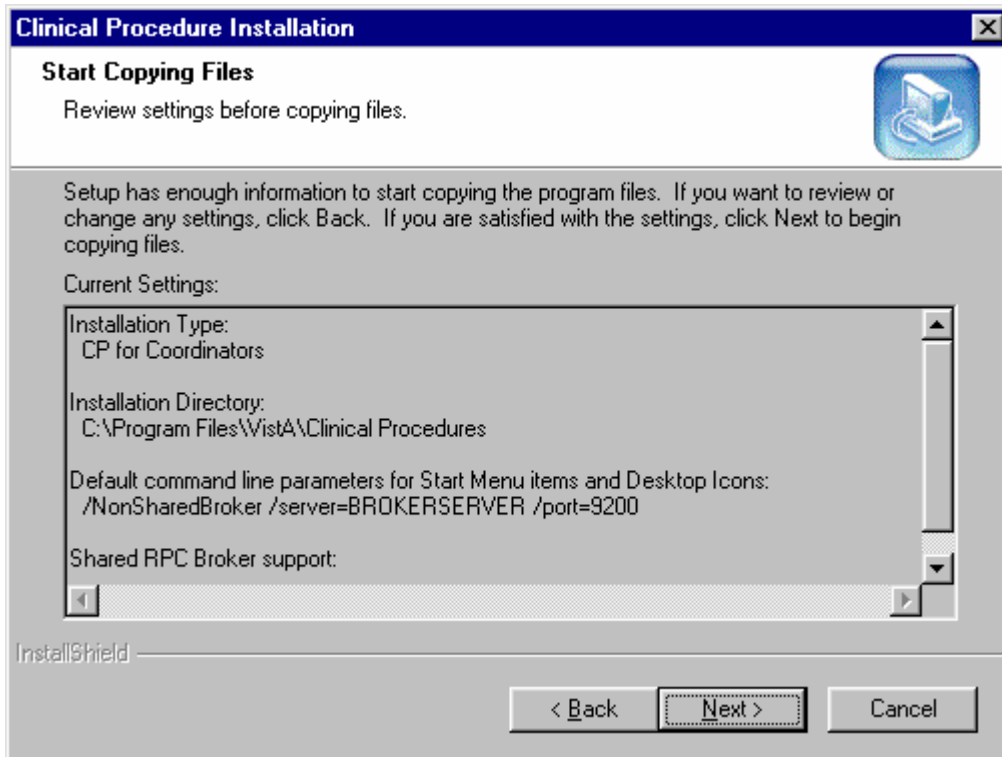 Clinical Procedure Installation
Start Copying Files
Review settings before copying files.
Setup has enough information to start copying the program files.  If you want to review or
change any settings, click Back.  If you are satisfied with the settings, click Next to begin
copying files.
Current Settings:
Installation Type:
CP for Coordinators
Installation Directory:
C:\Program Files\VistA\Clinical Procedures
Default command line parameters for Start Menu items and Desktop Icons:
/NonSharedBroker /server=BROKERSERVER /port=9200
Shared RPC Broker support:
InstallShield
< Back
Next >
Cancel